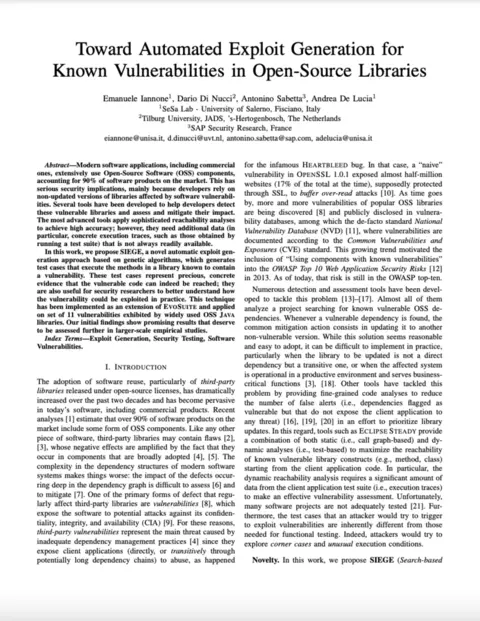 Toward Automated Exploit Generation for
Known Vulnerabilities in Open-Source Libraries
Emanuele Iannone¹, Dario Di Nucci², Antonino Sabetta³, Andrea De Lucia¹
¹SeSa Lab - University of Salerno, Fisciano, Italy
²Tilburg University, JADS, 's-Hertogenbosch, The Netherlands
³SAP Security Research, France
eiannone@unisa.it, d.dinucci@uvt.nl, antonino.sabetta@sap.com, adelucia@unisa.it
Abstract—Modern software applications, including commercial
ones, extensively use Open-Source Software (OSS) components,
accounting for 90% of software products on the market. This has
serious security implications, mainly because developers rely on
non-updated versions of libraries affected by software vulnerabil-
ities. Several tools have been developed to help developers detect
these vulnerable libraries and assess and mitigate their impact.
The most advanced tools apply sophisticated reachability analyses
to achieve high accuracy; however, they need additional data (in
particular, concrete execution traces, such as those obtained by
running a test suite) that is not always readily available.
In this work, we propose SIEGE, a novel automatic exploit gen-
eration approach based on genetic algorithms, which generates
test cases that execute the methods in a library known to contain
a vulnerability. These test cases represent precious, concrete
evidence that the vulnerable code can indeed be reached; they
are also useful for security researchers to better understand how
the vulnerability could be exploited in practice. This technique
has been implemented as an extension of EVOSUITE and applied
on set of 11 vulnerabilities exhibited by widely used OSS JAVA
libraries. Our initial findings show promising results that deserve
to be assessed further in larger-scale empirical studies.
Index Terms—Exploit Generation, Security Testing, Software
Vulnerabilities.
I. INTRODUCTION
The adoption of software reuse, particularly of third-party
libraries released under open-source licenses, has dramatically
increased over the past two decades and has become pervasive
in today's software, including commercial products. Recent
analyses [1] estimate that over 90% of software products on the
market include some form of OSS components. Like any other
piece of software, third-party libraries may contain flaws [2],
[3], whose negative effects are amplified by the fact that they
occur in components that are broadly adopted [4], [5]. The
complexity in the dependency structures of modern software
systems makes things worse: the impact of the defects occur-
ring deep in the dependency graph is difficult to assess [6] and
to mitigate [7]. One of the primary forms of defect that regu-
larly affect third-party libraries are vulnerabilities [8], which
expose the software to potential attacks against its confiden-
tiality, integrity, and availability (CIA) [9]. For these reasons,
third-party vulnerabilities represent the main threat caused by
inadequate dependency management practices [4] since they
expose client applications (directly, or transitively through
potentially long dependency chains) to abuse, as happened
for the infamous HEARTBLEED bug. In that case, a "naive"
vulnerability in OPENSSL 1.0.1 exposed almost half-million
websites (17% of the total at the time), supposedly protected
through SSL, to buffer over-read attacks [10]. As time goes
by, more and more vulnerabilities of popular OSS libraries
are being discovered [8] and publicly disclosed in vulnera-
bility databases, among which the de-facto standard National
Vulnerability Database (NVD) [11], where vulnerabilities are
documented according to the Common Vulnerabilities and
Exposures (CVE) standard. This growing trend motivated the
inclusion of "Using components with known vulnerabilities"
into the OWASP Top 10 Web Application Security Risks [12]
in 2013. As of today, that risk is still in the OWASP top-ten.
Numerous detection and assessment tools have been devel-
oped to tackle this problem [13]–[17]. Almost all of them
analyze a project searching for known vulnerable OSS de-
pendencies. Whenever a vulnerable dependency is found, the
common mitigation action consists in updating it to another
non-vulnerable version. While this solution seems reasonable
and easy to adopt, it can be difficult to implement in practice,
particularly when the library to be updated is not a direct
dependency but a transitive one, or when the affected system
is operational in a productive environment and serves business-
critical functions [3], [18]. Other tools have tackled this
problem by providing fine-grained code analyses to reduce
the number of false alerts (i.e., dependencies flagged as
vulnerable but that do not expose the client application to
any threat) [16], [19], [20] in an effort to prioritize library
updates. In this regard, tools such as ECLIPSE STEADY provide
a combination of both static (i.e., call graph-based) and dy-
namic analyses (i.e., test-based) to maximize the reachability
of known vulnerable library constructs (e.g., method, class)
starting from the client application code. In particular, the
dynamic reachability analysis requires a significant amount of
data from the client application test suite (i.e., execution traces)
to make an effective vulnerability assessment. Unfortunately,
many software projects are not adequately tested [21]. Fur-
thermore, the test cases that an attacker would try to trigger
to exploit vulnerabilities are inherently different from those
needed for functional testing. Indeed, attackers would try to
explore corner cases and unusual execution conditions.
Novelty. In this work, we propose SIEGE (Search-based